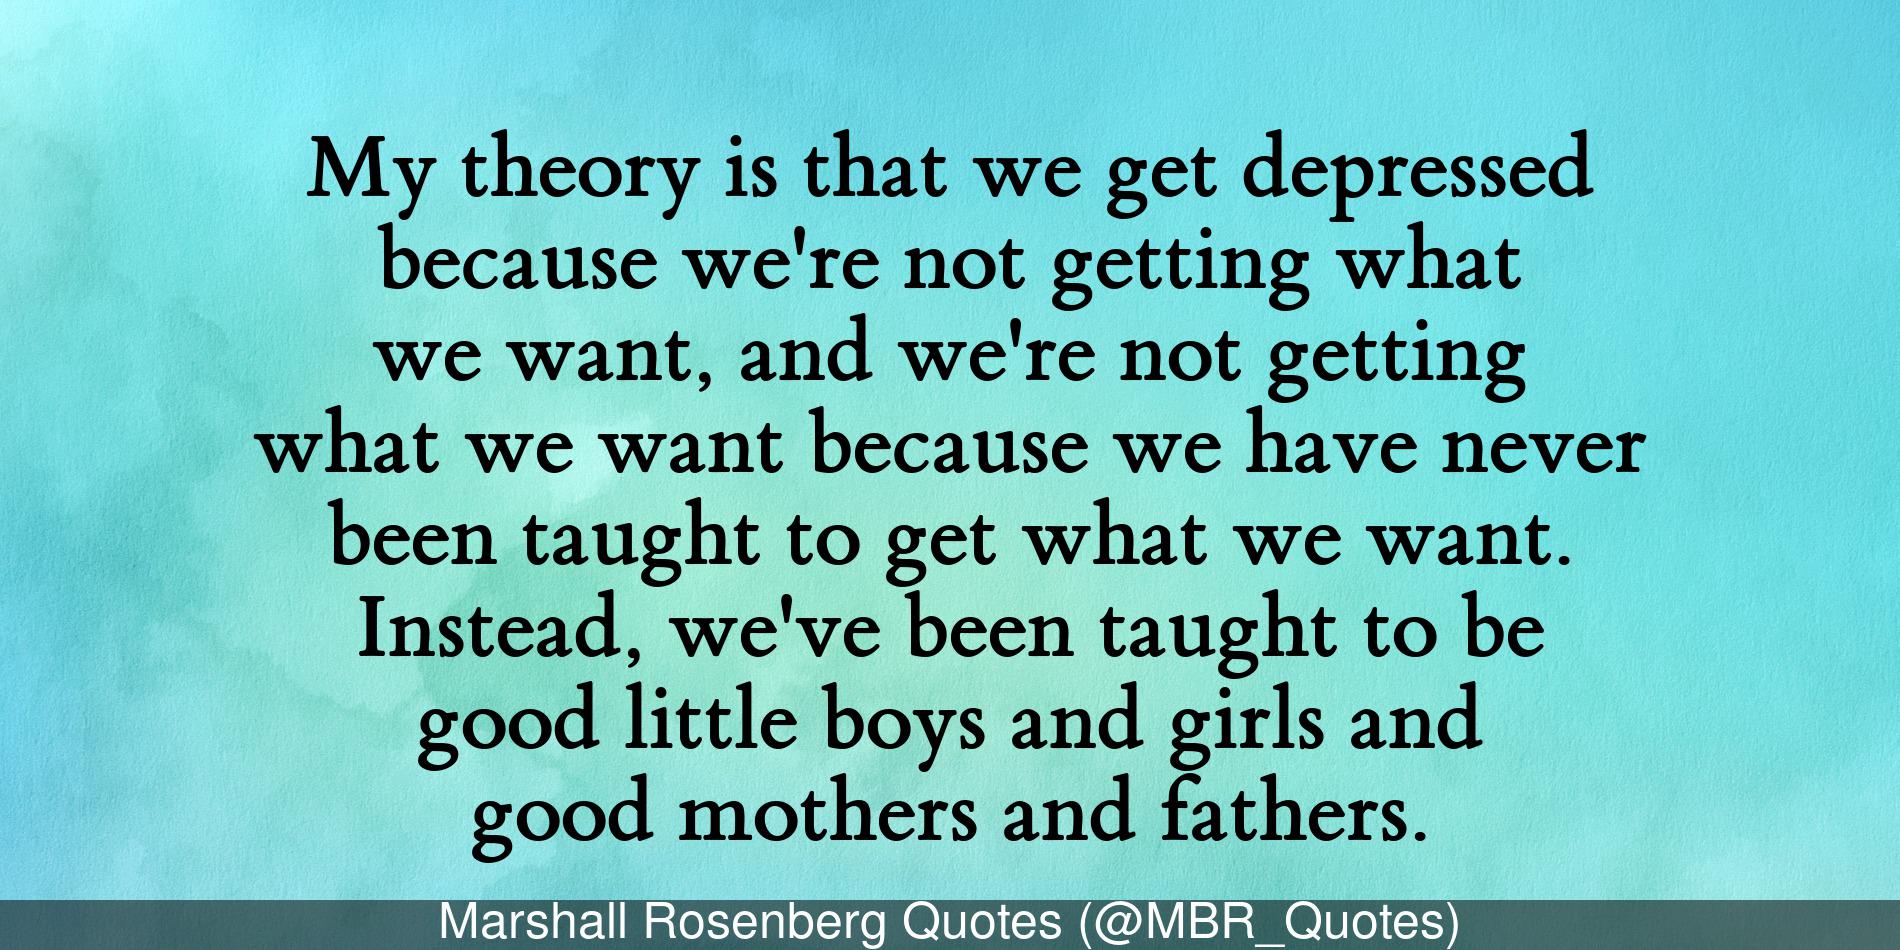 My theory is that we get depressed
because we're not getting what
we want, and we're not getting
what we want because we have never
been taught to get what we want.
Instead, we've been taught to be
good little boys and girls and
good mothers and fathers.
Marshall Rosenberg Quotes (@MBR_Quotes)